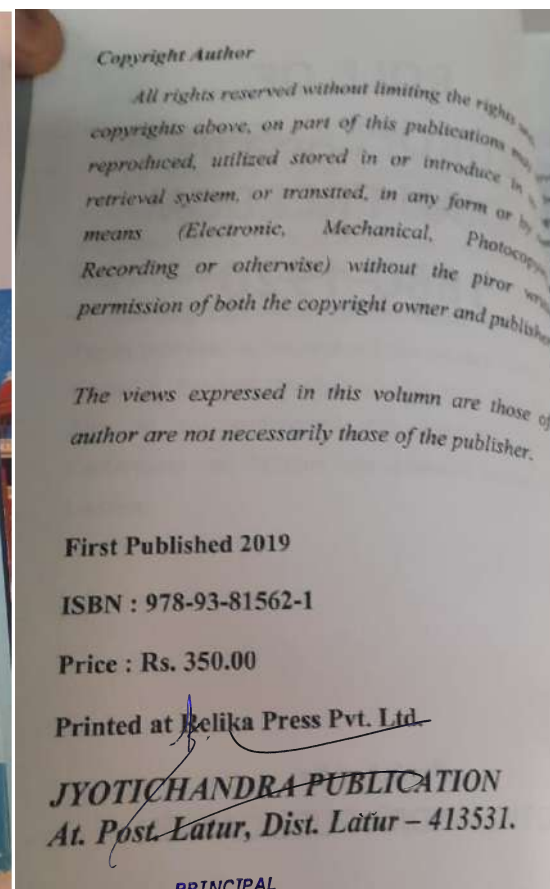 Copyright Author
All rights reserved without limiting the rights
copyrights above, on part of this publications may
reproduced, utilized stored in or introduce in
retrieval system, or transtted, in any form or by
means (Electronic, Mechanical,
Recording or otherwise) without the piror
permission of both the copyright owner and
The views expressed in this volumn are those of
author are not necessarily those of the publisher.
First Published 2019
ISBN : 978-93-81562-1
Price : Rs. 350.00
Printed at Relika Press Pvt. Ltd.
JYOTICHANDRA PUBLICATION
At. Post. Latur, Dist. Latur – 413531.
PRINCIPAL